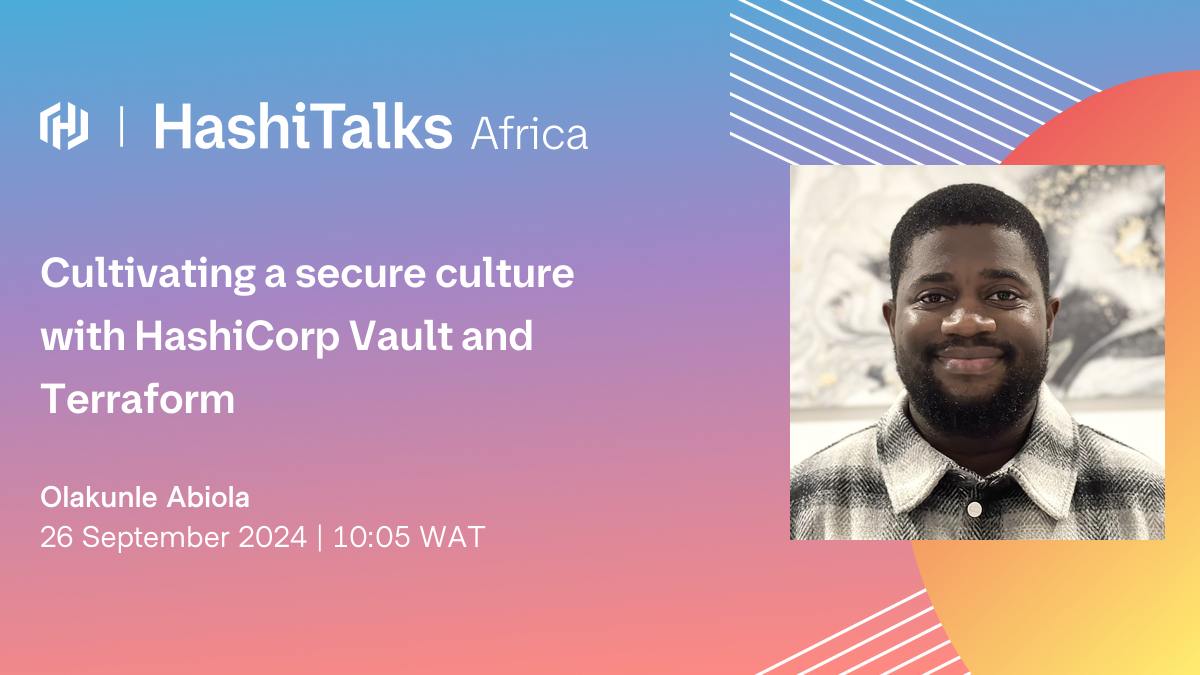 HashiTalks Africa
Cultivating a secure culture
with HashiCorp Vault and
Terraform
Olakunle Abiola
26 September 2024 | 10:05 WAT